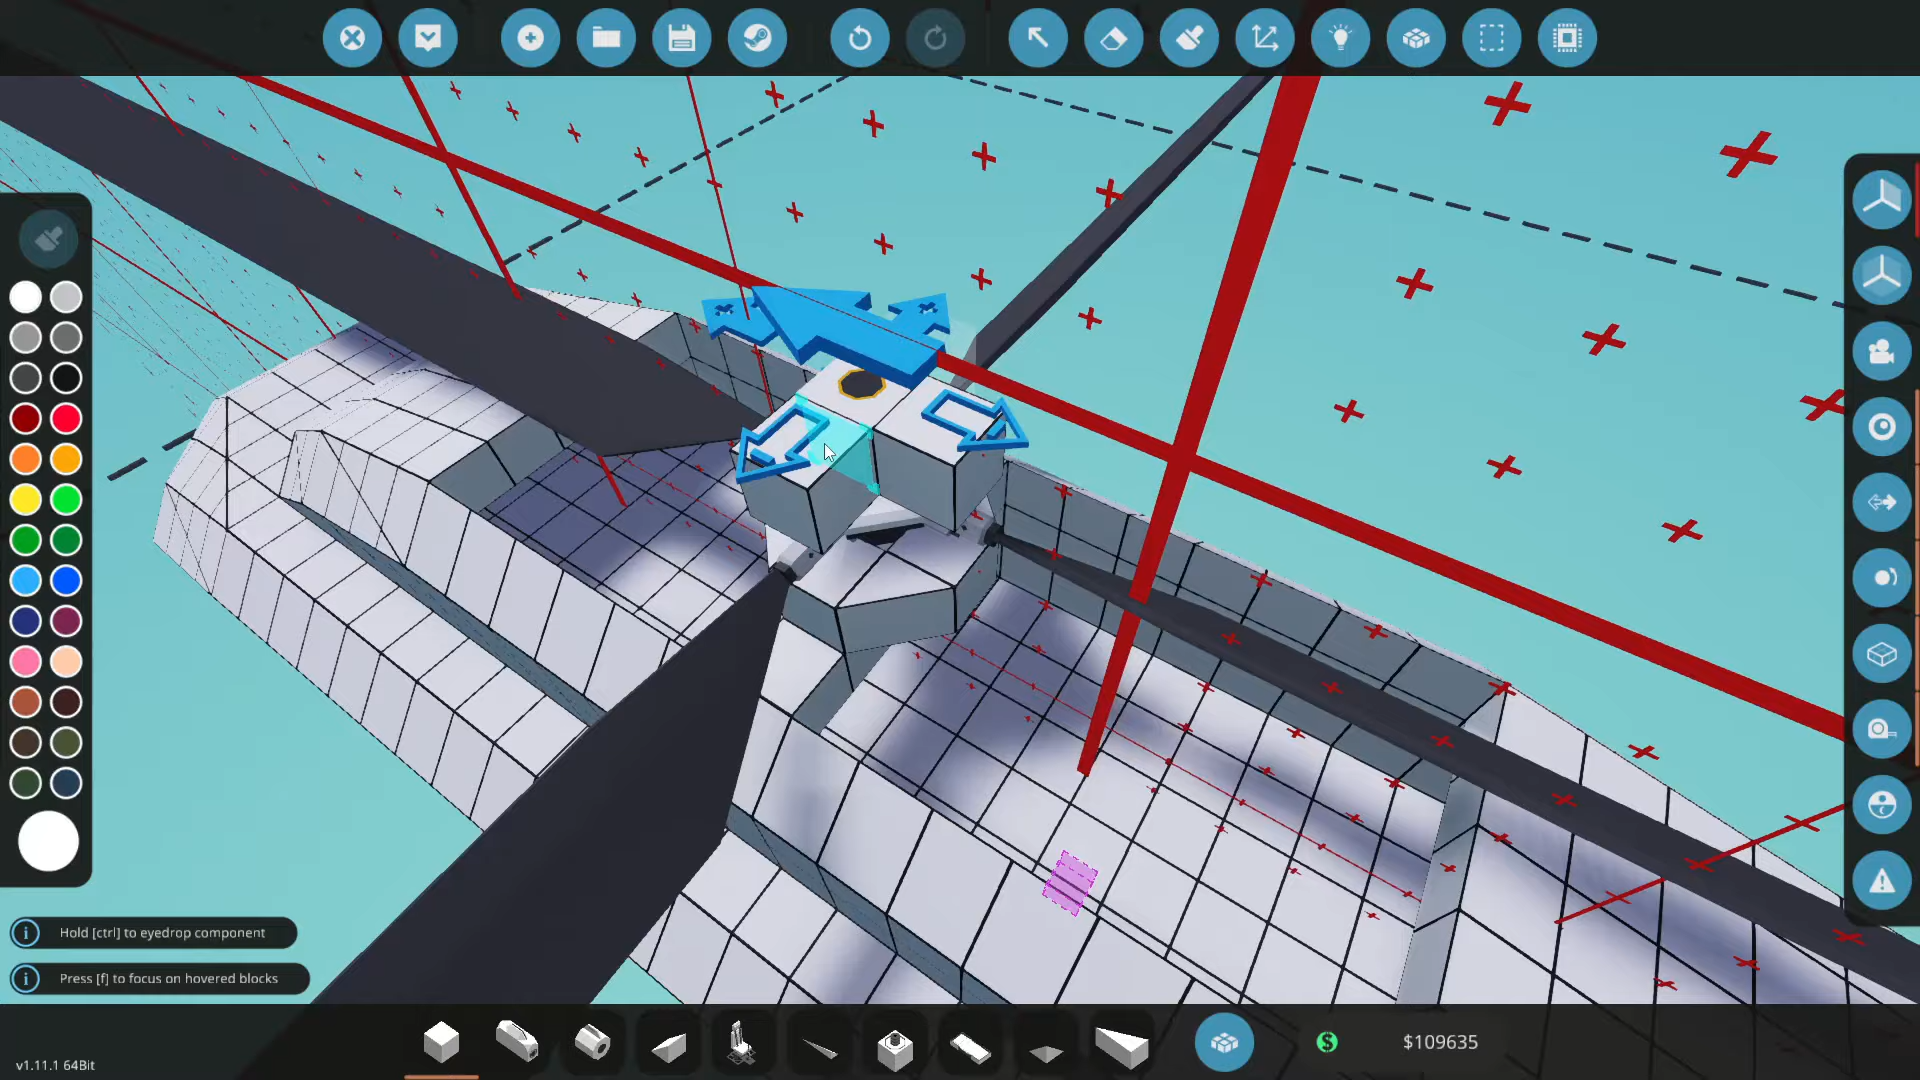 Hold [ctrl] to eyedrop component
Press [f] to focus on hovered blocks
v1.11.1 64Bit
$
$109635